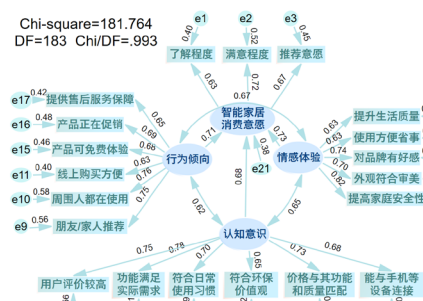 Chi-square=181.764
DF=183 Chi/DF=.993
e1 e2 e3
0.40 0.52 0.45
了解程度 满意程度 推荐意愿
0.63 0.72 0.67
智能家居
消费意愿
0.67
0.71 0.73
0.38
e21
0.68
e17 0.42 提供售后服务保障 0.65
e16 0.48 产品正在促销 0.69
e15 0.46 产品可免费体验 0.68
e11 0.40 线上购买方便 0.63
e10 0.58 周围人都在使用 0.76
e9 0.56 朋友/家人推荐 0.75
行为倾向
情感体验
0.63 提升生活质量
0.63 使用方便省事
0.74 对品牌有好感
0.70 外观符合审美
0.82 提高家庭安全性
0.62 0.65
认知意识
0.75 0.78 0.70 0.65 0.73 0.68
用户评价较高
功能满足
实际需求
符合日常
使用习惯
符合环保
价值观
价格与其功能
和质量匹配
能与手机等
设备连接